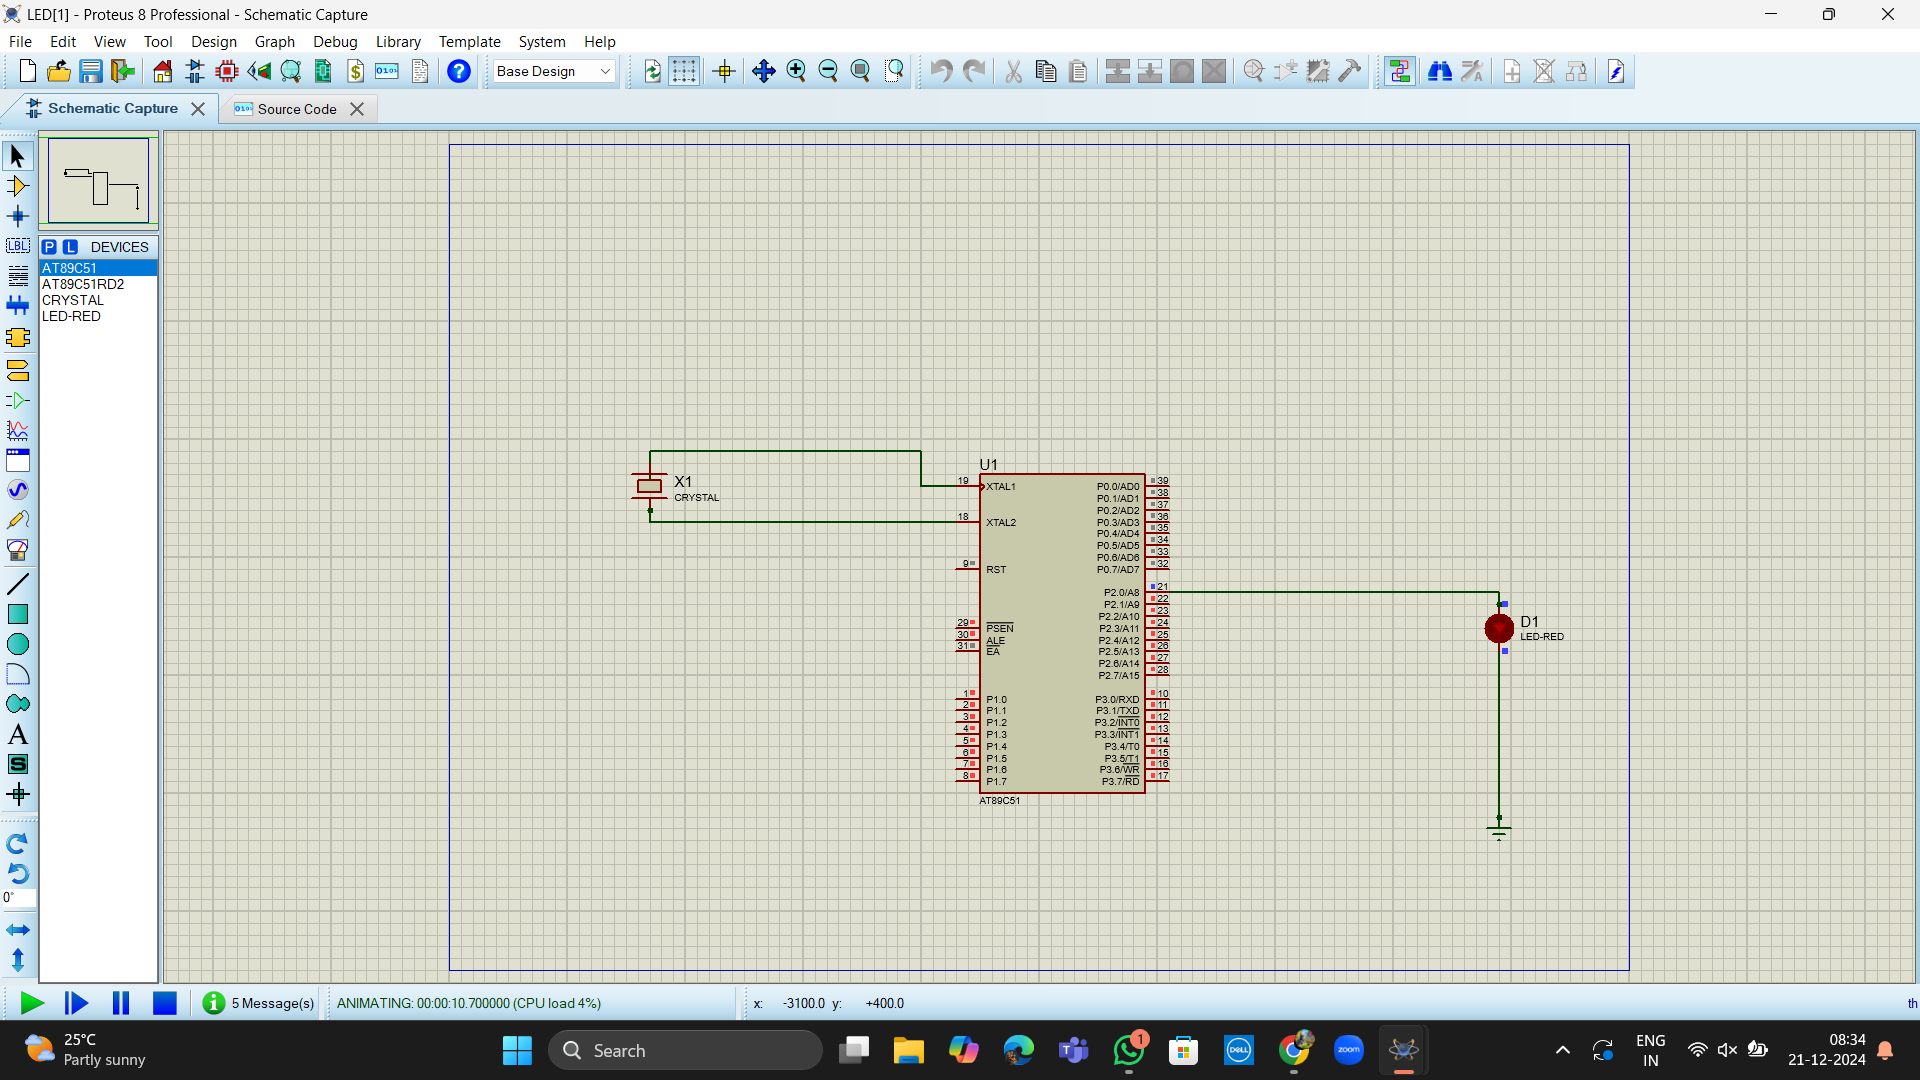 LED[1] - Proteus 8 Professional - Schematic Capture
File Edit View Tool Design Graph Debug Library Template System Help
Base Design
Schematic Capture
Source Code
P L DEVICES
AT89C51
AT89C51RD2
CRYSTAL
LED-RED
LBL
A
S
0°
X1
CRYSTAL
U1
19 XTAL1
18 XTAL2
9 RST
29 PSEN
30 ALE
31 EA
1 P1.0
2 P1.1
3 P1.2
4 P1.3
5 P1.4
6 P1.5
7 P1.6
8 P1.7
P0.0/AD0 39
P0.1/AD1 38
P0.2/AD2 37
P0.3/AD3 36
P0.4/AD4 35
P0.5/AD5 34
P0.6/AD6 33
P0.7/AD7 32
P2.0/A8 21
P2.1/A9 22
P2.2/A10 23
P2.3/A11 24
P2.4/A12 25
P2.5/A13 26
P2.6/A14 27
P2.7/A15 28
P3.0/RXD 10
P3.1/TXD 11
P3.2/INT0 12
P3.3/INT1 13
P3.4/T0 14
P3.5/T1 15
P3.6/WR 16
P3.7/RD 17
AT89C51
D1
LED-RED
5 Message(s)
ANIMATING: 00:00:10.700000 (CPU load 4%)
x: -3100.0 y: +400.0
th
25°C
Partly sunny
Search
1
DELL
zoom
ENG
IN
08:34
21-12-2024